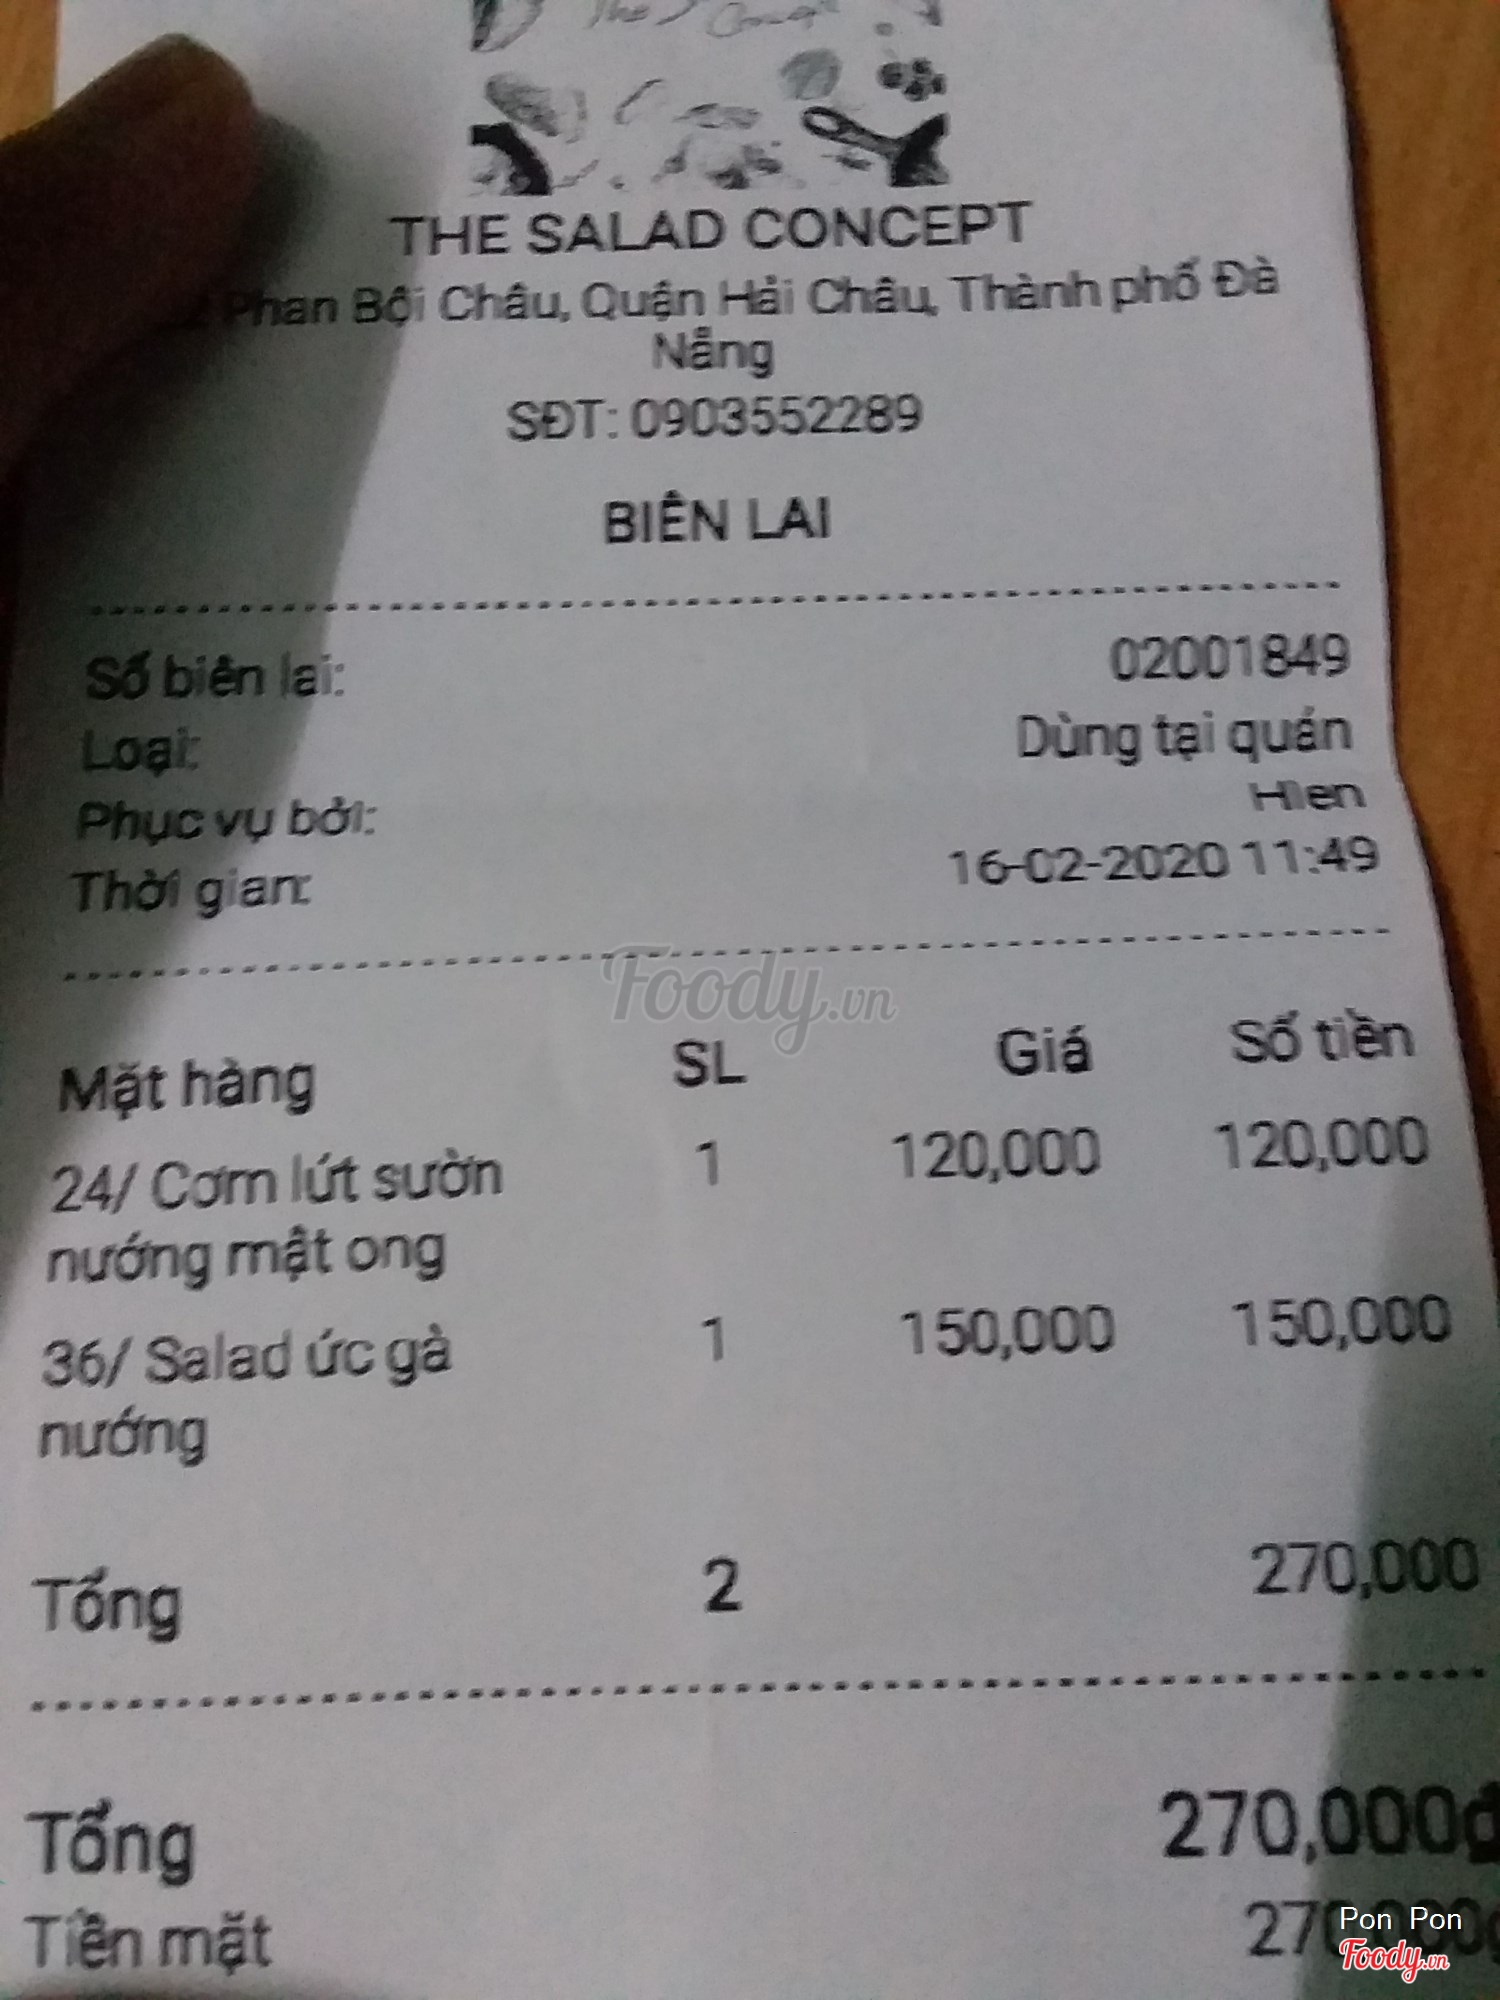 The
THE SALAD CONCEPT
Phan Bội Châu, Quận Hải Châu, Thành phố Đà
Nẵng
SĐT: 0903552289
BIÊN LAI
Số biên lai: 02001849
Loại: Dùng tại quán
Phục vụ bởi: Hien
Thời gian: 16-02-2020 11:49
Foody.vn
Mặt hàng SL Giá Số tiền
24/ Cơm lứt sườn 1 120,000 120,000
nướng mật ong
36/ Salad ức gà 1 150,000 150,000
nướng
Tổng 2 270,000
Tổng 270,000đ
Tiền mặt
Pon Pon
Foody.vn